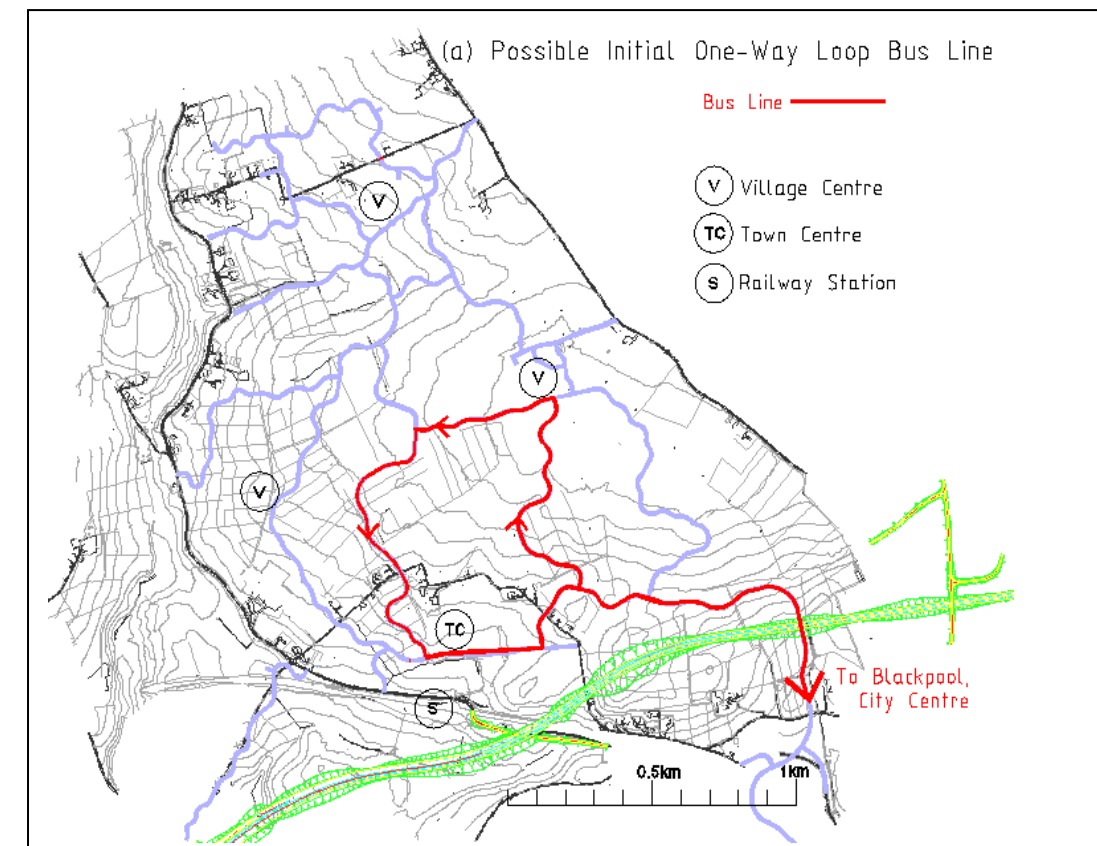 (a) Possible Initial One-Way Loop Bus Line
Bus Line
V Village Centre
TC Town Centre
S Railway Station
V
V
V
TC
S
To Blackpool,
City Centre
0.5km 1km